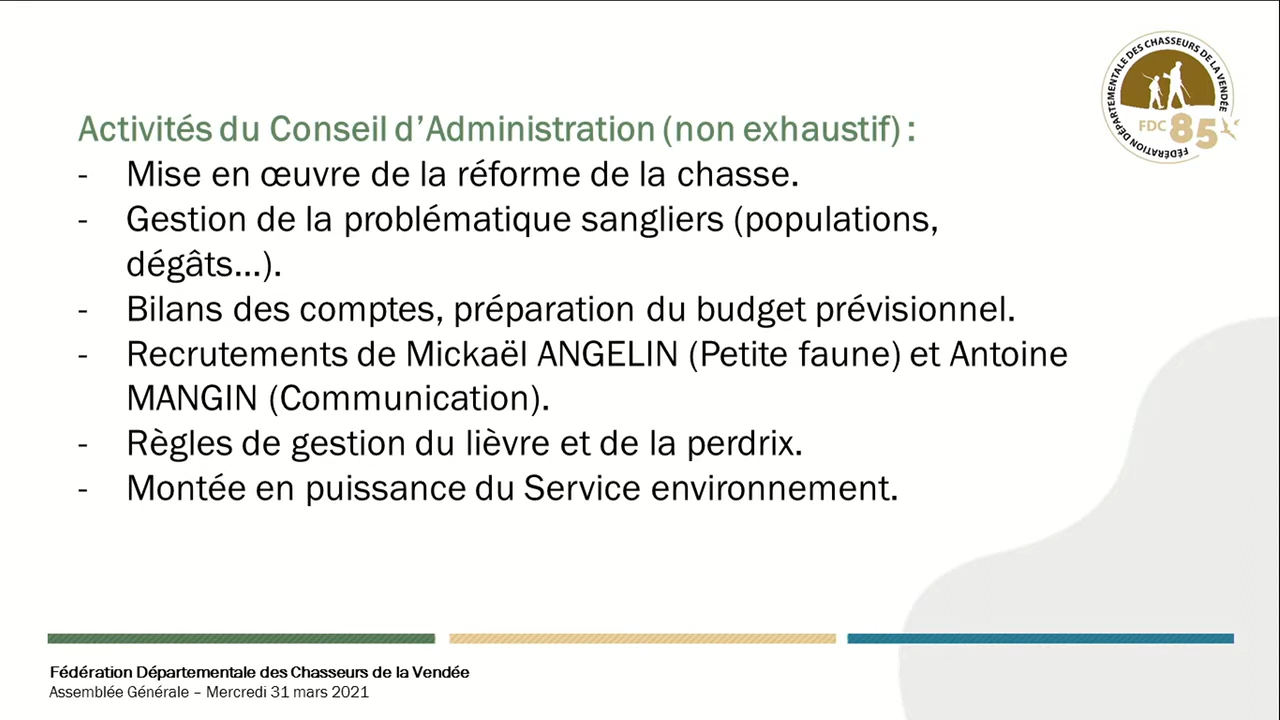 FÉDÉRATION DÉPARTEMENTALE DES CHASSEURS DE LA VENDÉE
FDC 85
Activités du Conseil d’Administration (non exhaustif) :
- Mise en œuvre de la réforme de la chasse.
- Gestion de la problématique sangliers (populations,
dégâts...).
- Bilans des comptes, préparation du budget prévisionnel.
- Recrutements de Mickaël ANGELIN (Petite faune) et Antoine
MANGIN (Communication).
- Règles de gestion du lièvre et de la perdrix.
- Montée en puissance du Service environnement.
Fédération Départementale des Chasseurs de la Vendée
Assemblée Générale – Mercredi 31 mars 2021